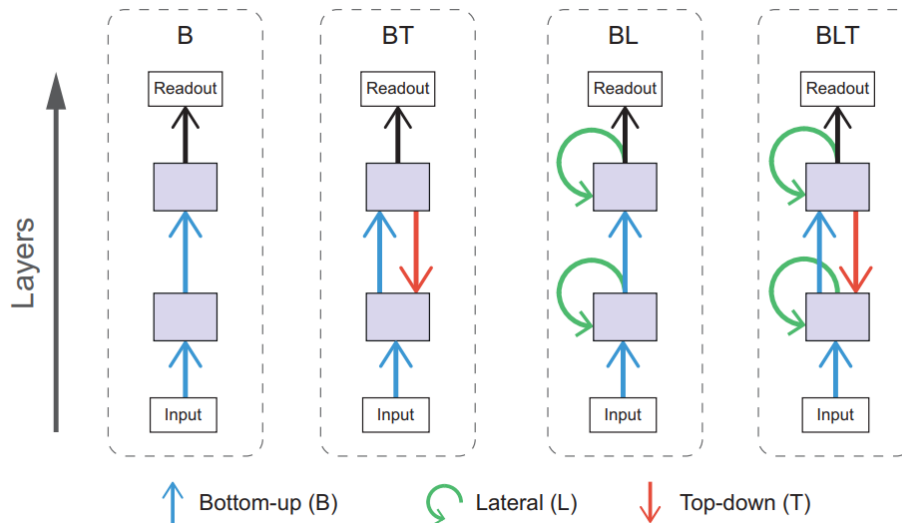 B
BT
BL
BLT
Readout
Readout
Readout
Readout
Layers
Input
Input
Input
Input
Bottom-up (B)
Lateral (L)
Top-down (T)